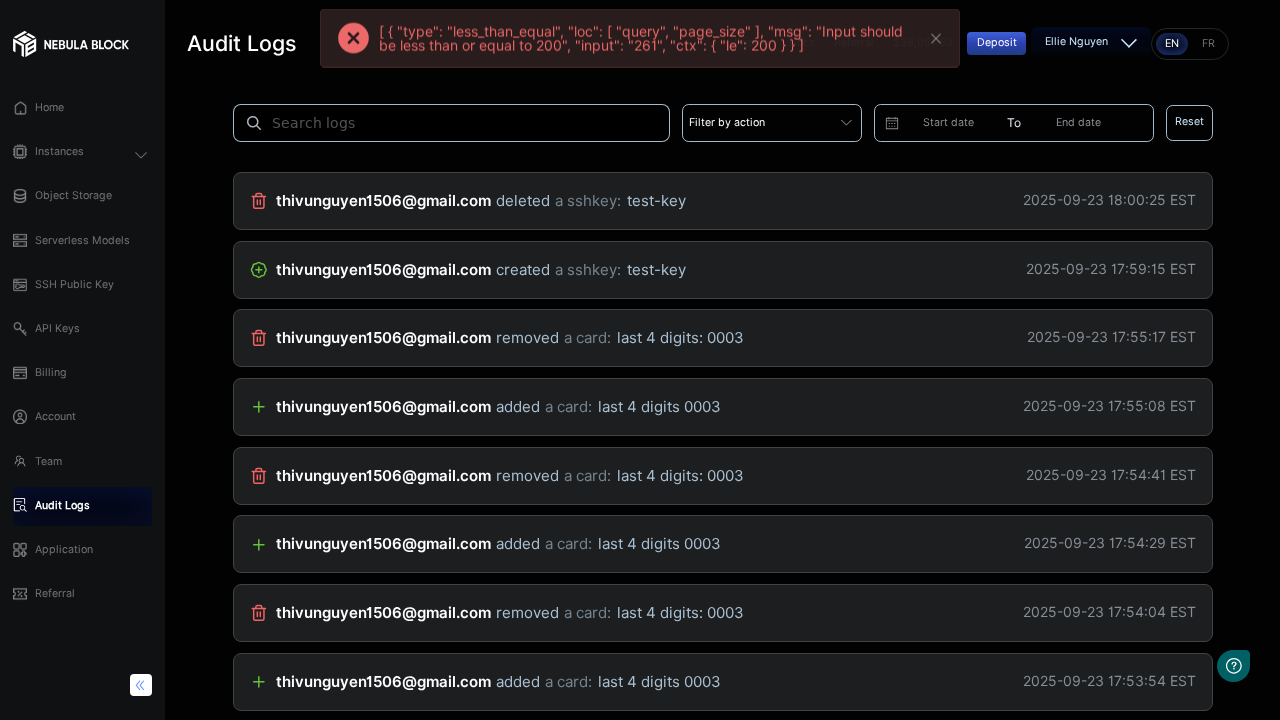 NEBULA BLOCK
Home
Instances
Object Storage
Serverless Models
SSH Public Key
API Keys
Billing
Account
Team
Audit Logs
Application
Referral
Audit Logs
[ { "type": "less_than_equal", "loc": [ "query", "page_size" ], "msg": "Input should
be less than or equal to 200", "input": "261", "ctx": { "le": 200 } } ]
Deposit
Ellie Nguyen
EN
FR
Search logs
Filter by action
Start date
To
End date
Reset
thivunguyen1506@gmail.com deleted a sshkey: test-key 2025-09-23 18:00:25 EST
thivunguyen1506@gmail.com created a sshkey: test-key 2025-09-23 17:59:15 EST
thivunguyen1506@gmail.com removed a card: last 4 digits: 0003 2025-09-23 17:55:17 EST
thivunguyen1506@gmail.com added a card: last 4 digits 0003 2025-09-23 17:55:08 EST
thivunguyen1506@gmail.com removed a card: last 4 digits: 0003 2025-09-23 17:54:41 EST
thivunguyen1506@gmail.com added a card: last 4 digits 0003 2025-09-23 17:54:29 EST
thivunguyen1506@gmail.com removed a card: last 4 digits: 0003 2025-09-23 17:54:04 EST
thivunguyen1506@gmail.com added a card: last 4 digits 0003 2025-09-23 17:53:54 EST